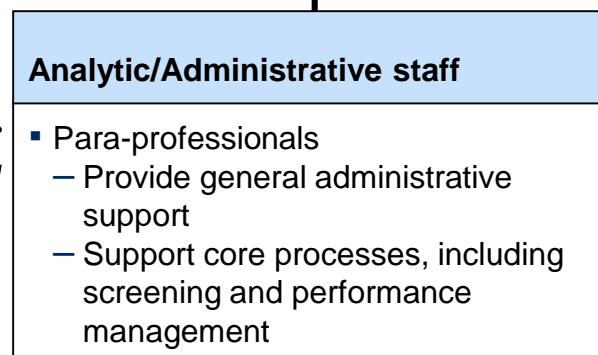 Analytic/Administrative staff
▪ Para-professionals
– Provide general administrative
support
– Support core processes, including
screening and performance
management